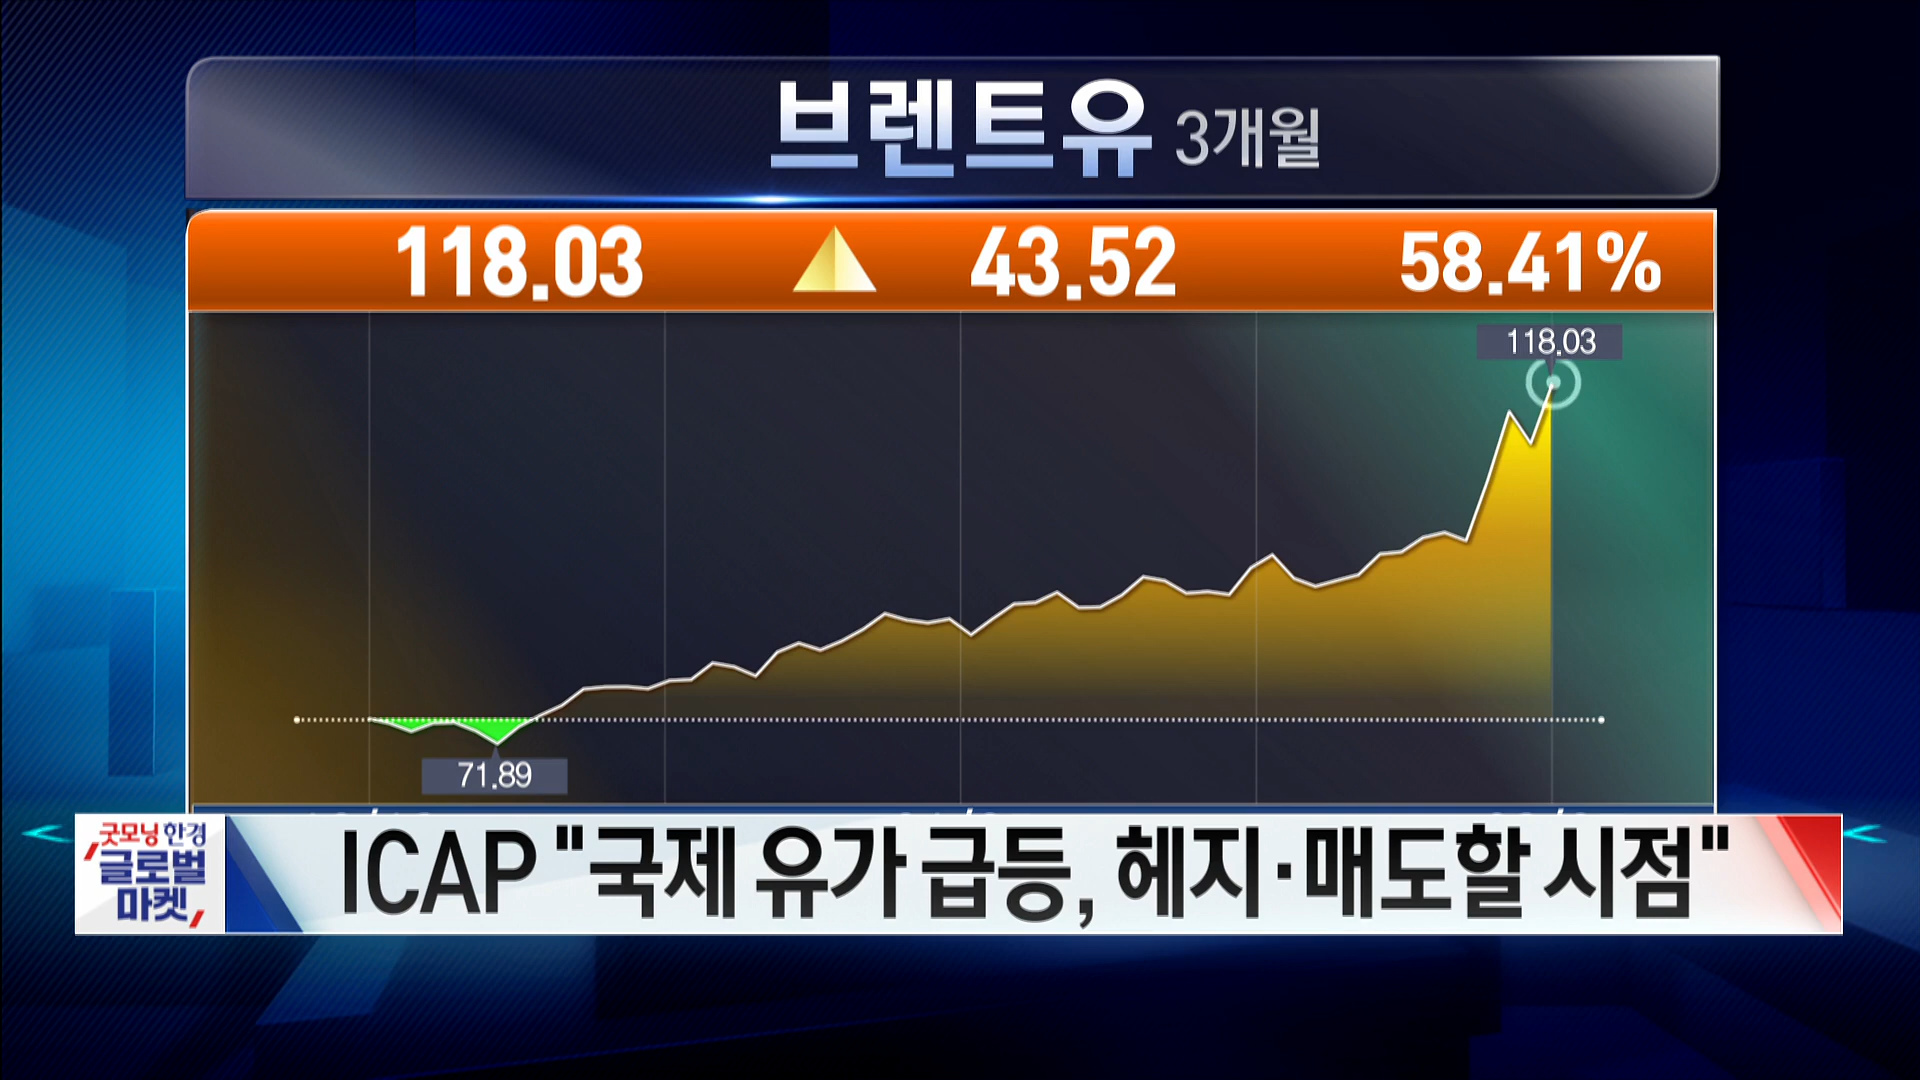 브렌트유 3개월
118.03 ▲ 43.52 58.41%
118.03
71.89
굿모닝 한경
글로벌
마켓
ICAP "국제 유가 급등, 헤지·매도할 시점"